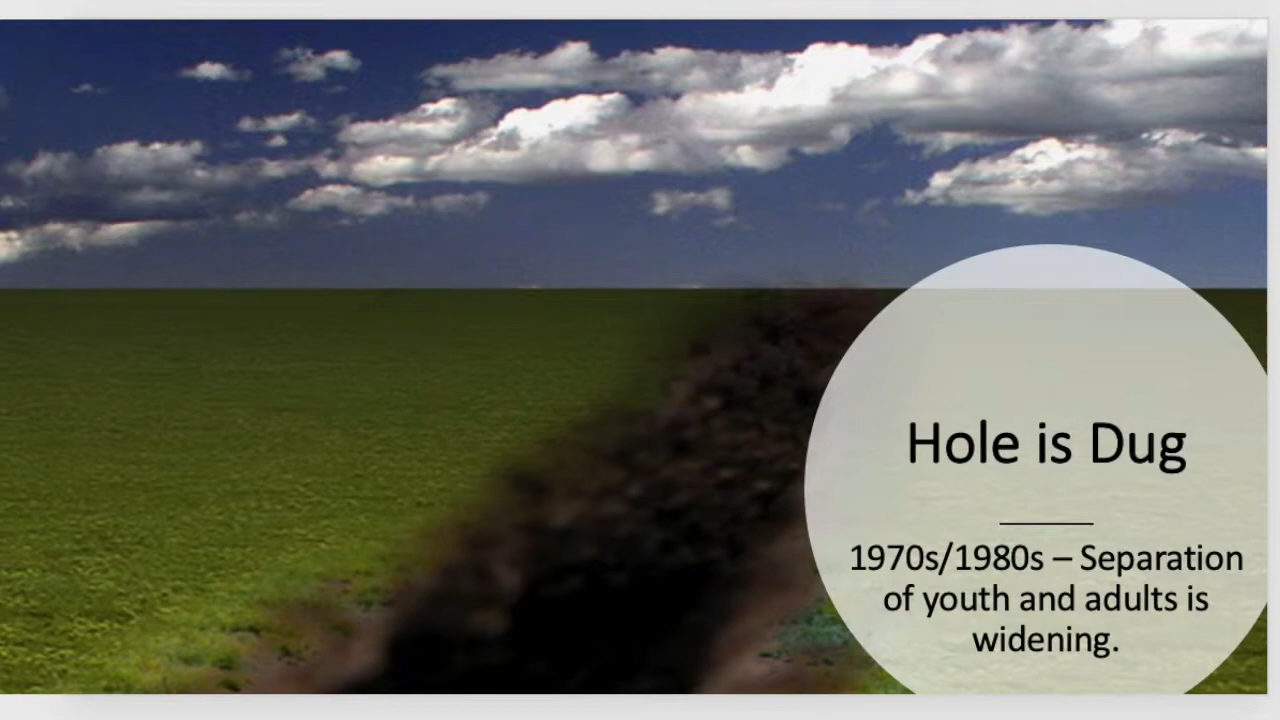 Hole is Dug
1970s/1980s – Separation
of youth and adults is
widening.